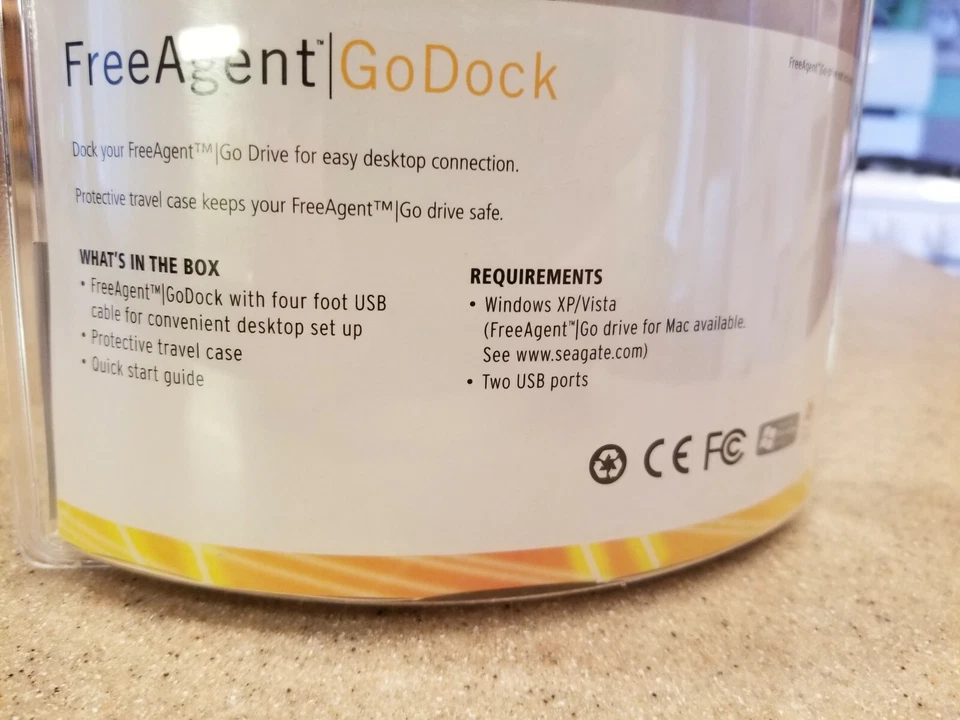 FreeAgent™|GoDock
Dock your FreeAgent™|Go Drive for easy desktop connection.
Protective travel case keeps your FreeAgent™|Go drive safe.
WHAT'S IN THE BOX
• FreeAgent™|GoDock with four foot USB
cable for convenient desktop set up
• Protective travel case
• Quick start guide
REQUIREMENTS
• Windows XP/Vista
(FreeAgent™|Go drive for Mac available.
See www.seagate.com)
• Two USB ports
CE FC
FreeAgent™